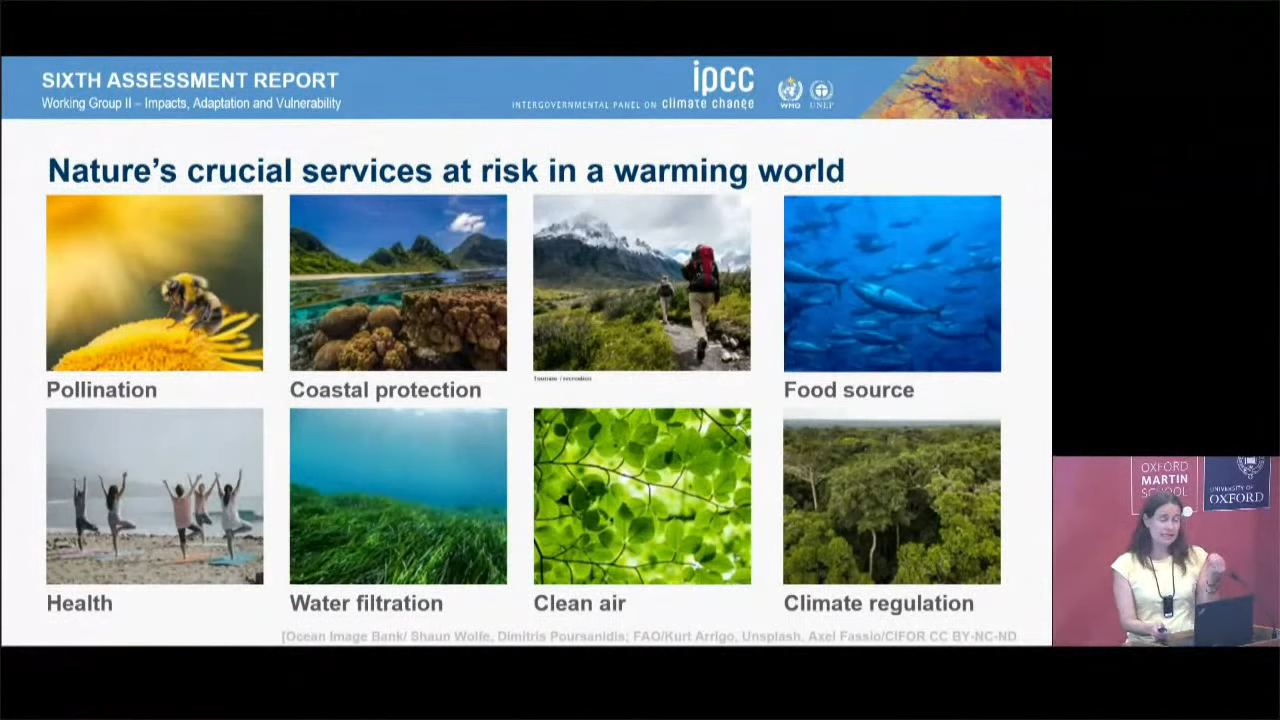 SIXTH ASSESSMENT REPORT
Working Group II – Impacts, Adaptation and Vulnerability
ipcc
INTERGOVERNMENTAL PANEL ON climate change
WMO
UNEP
Nature's crucial services at risk in a warming world
Pollination
Coastal protection
Tourism / recreation
Food source
Health
Water filtration
Clean air
Climate regulation
[Ocean Image Bank/ Shaun Wolfe, Dimitris Poursanidis; FAO/Kurt Arrigo, Unsplash, Axel Fassio/CIFOR CC BY-NC-ND
OXFORD
MARTIN
SCHOOL
UNIVERSITY OF
OXFORD